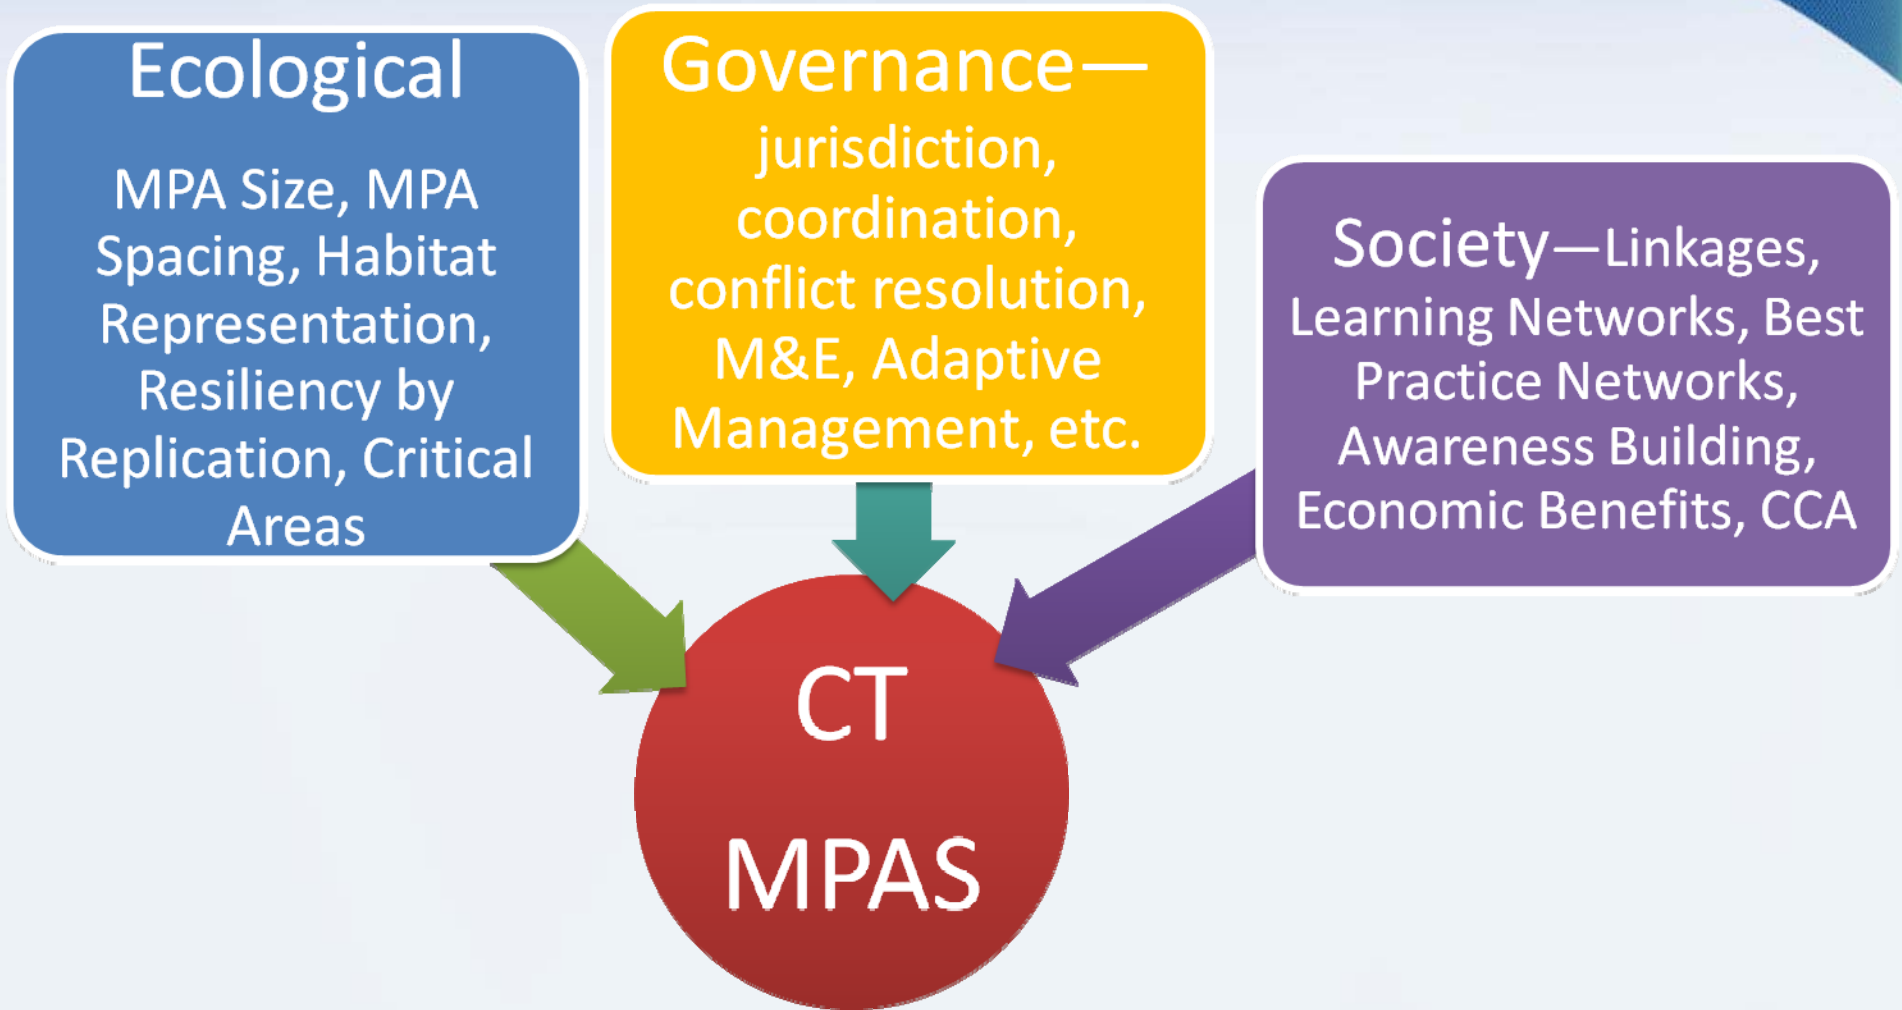 Ecological
MPA Size, MPA
Spacing, Habitat
Representation,
Resiliency by
Replication, Critical
Areas
Governance—
jurisdiction,
coordination,
conflict resolution,
M&E, Adaptive
Management, etc.
Society—Linkages,
Learning Networks, Best
Practice Networks,
Awareness Building,
Economic Benefits, CCA
CT
MPAS